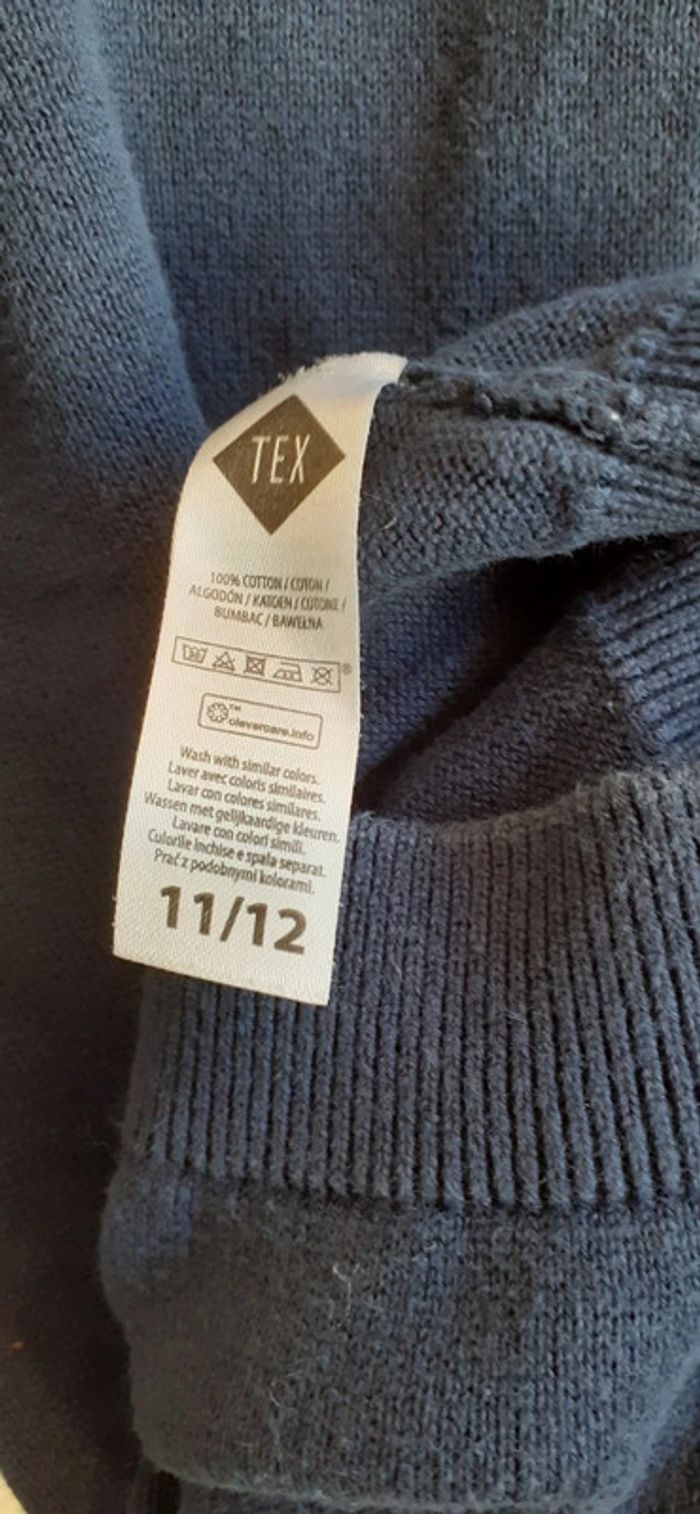 TEX
100% COTTON / COTON /
ALGODÓN / KATOEN / COTONE /
BUMBAC / BAWEŁNA
®
TM
clevercare.info
Wash with similar colors.
Laver avec coloris similaires.
Lavar con colores similares.
Wassen met gelijkaardige kleuren.
Lavare con colori simili.
Culorile inchise e spala separat.
Prać z podobnymi kolorami.
11/12